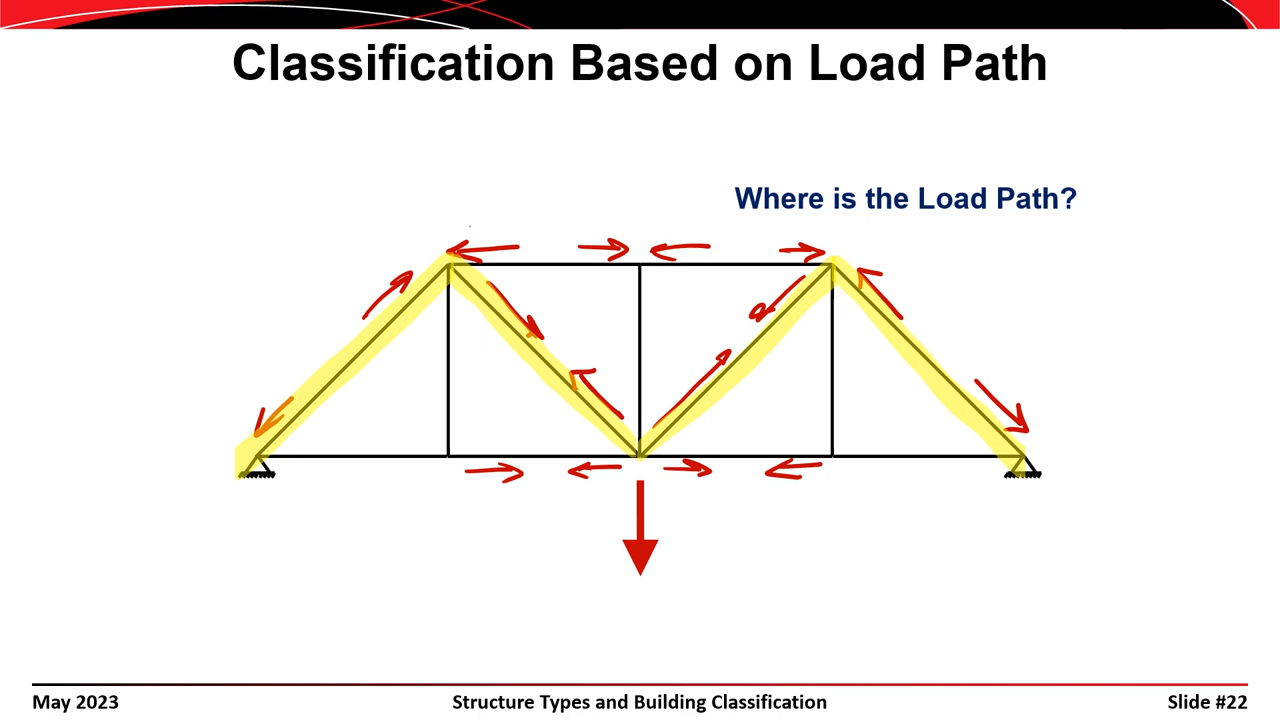 Classification Based on Load Path
Where is the Load Path?
May 2023
Structure Types and Building Classification
Slide #22